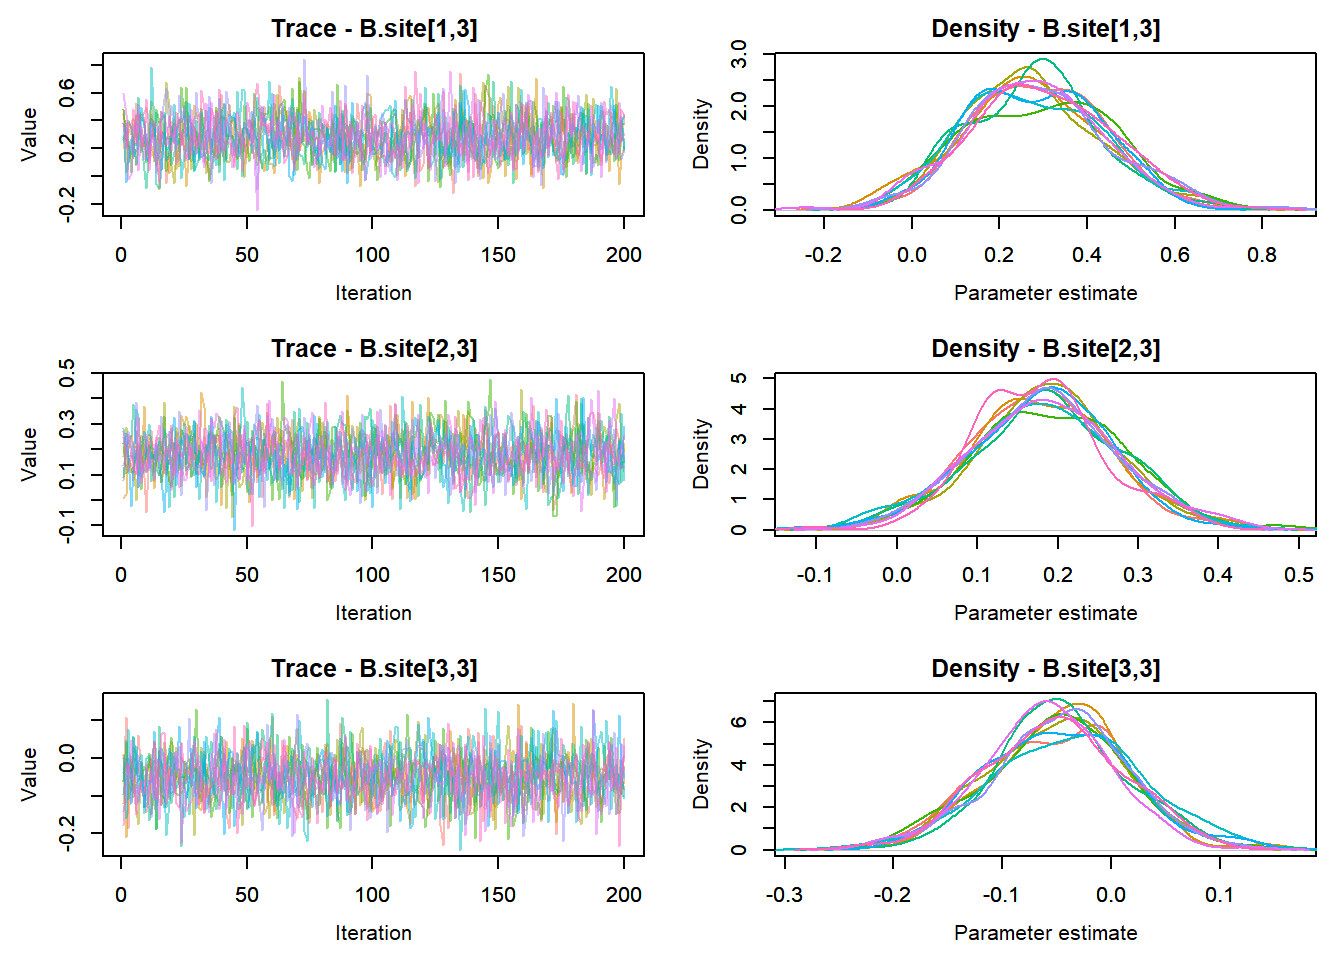 Trace - B.site[1,3]
Value
-0.2 0.2 0.6
0 50 100 150 200
Iteration
Density - B.site[1,3]
Density
0.0 1.0 2.0 3.0
-0.2 0.0 0.2 0.4 0.6 0.8
Parameter estimate
Trace - B.site[2,3]
Value
-0.1 0.1 0.3 0.5
0 50 100 150 200
Iteration
Density - B.site[2,3]
Density
0 1 2 3 4 5
-0.1 0.0 0.1 0.2 0.3 0.4 0.5
Parameter estimate
Trace - B.site[3,3]
Value
-0.2 0.0
0 50 100 150 200
Iteration
Density - B.site[3,3]
Density
0 2 4 6
-0.3 -0.2 -0.1 0.0 0.1
Parameter estimate